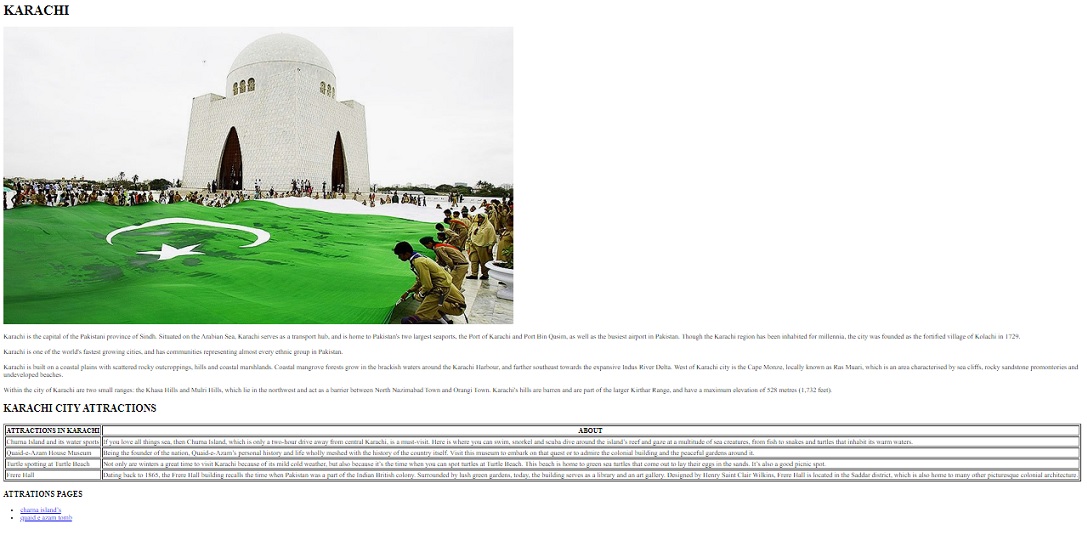 KARACHI
Karachi is the capital of the Pakistani province of Sindh. Situated on the Arabian Sea, Karachi serves as a transport hub, and is home to Pakistan's two largest seaports, the Port of Karachi and Port Bin Qasim, as well as the busiest airport in Pakistan. Though the Karachi region has been inhabited for millennia, the city was founded as the fortified village of Kolachi in 1729.
Karachi is one of the world's fastest growing cities, and has communities representing almost every ethnic group in Pakistan.
Karachi is built on a coastal plains with scattered rocky outcroppings, hills and coastal marshlands. Coastal mangrove forests grow in the brackish waters around the Karachi Harbour, and farther southeast towards the expansive Indus River Delta. West of Karachi city is the Cape Monze, locally known as Ras Muari, which is an area characterised by sea cliffs, rocky sandstone promontories and
undeveloped beaches.
Within the city of Karachi are two small ranges: the Khasa Hills and Mulri Hills, which lie in the northwest and act as a barrier between North Nazimabad Town and Orangi Town. Karachi's hills are barren and are part of the larger Kirthar Range, and have a maximum elevation of 528 metres (1,732 feet).
KARACHI CITY ATTRACTIONS
ATTRACTIONS IN KARACHI ABOUT
Churna Island and its water sports If you love all things sea, then Churna Island, which is only a two-hour drive away from central Karachi, is a must-visit. Here is where you can swim, snorkel and scuba dive around the island's reef and gaze at a multitude of sea creatures, from fish to snakes and turtles that inhabit its warm waters.
Quaid-e-Azam House Museum Being the founder of the nation, Quaid-e-Azam's personal history and life wholly meshed with the history of the country itself. Visit this museum to embark on that quest or to admire the colonial building and the peaceful gardens around it.
Turtle spotting at Turtle Beach Not only are winters a great time to visit Karachi because of its mild cold weather, but also because it's the time when you can spot turtles at Turtle Beach. This beach is home to green sea turtles that come out to lay their eggs in the sands. It's also a good picnic spot.
Frere Hall Dating back to 1865, the Frere Hall building recalls the time when Pakistan was a part of the Indian British colony. Surrounded by lush green gardens, today, the building serves as a library and an art gallery. Designed by Henry Saint Clair Wilkins, Frere Hall is located in the Saddar district, which is also home to many other picturesque colonial architecture.
ATTRATIONS PAGES
churna island's
quaid e azam tomb